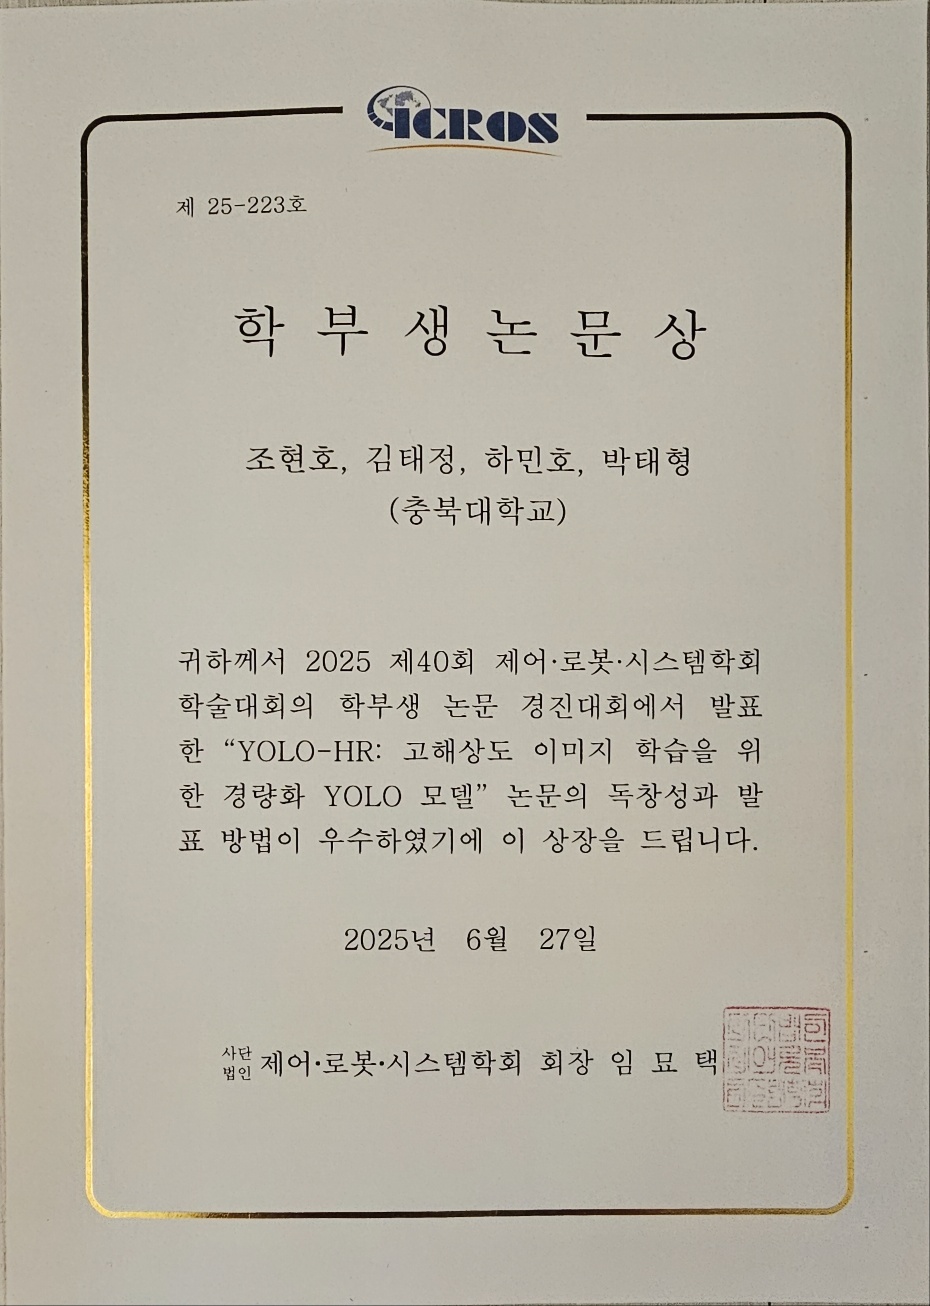 ICROS
제 25-223호
학부생논문상
조현호, 김태정, 하민호, 박태형
(충북대학교)
귀하께서 2025 제40회 제어·로봇·시스템학회
학술대회의 학부생 논문 경진대회에서 발표
한 “YOLO-HR: 고해상도 이미지 학습을 위
한 경량화 YOLO 모델” 논문의 독창성과 발
표 방법이 우수하였기에 이 상장을 드립니다.
2025년 6월 27일
사단법인 제어·로봇·시스템학회 회장 임 묘 택